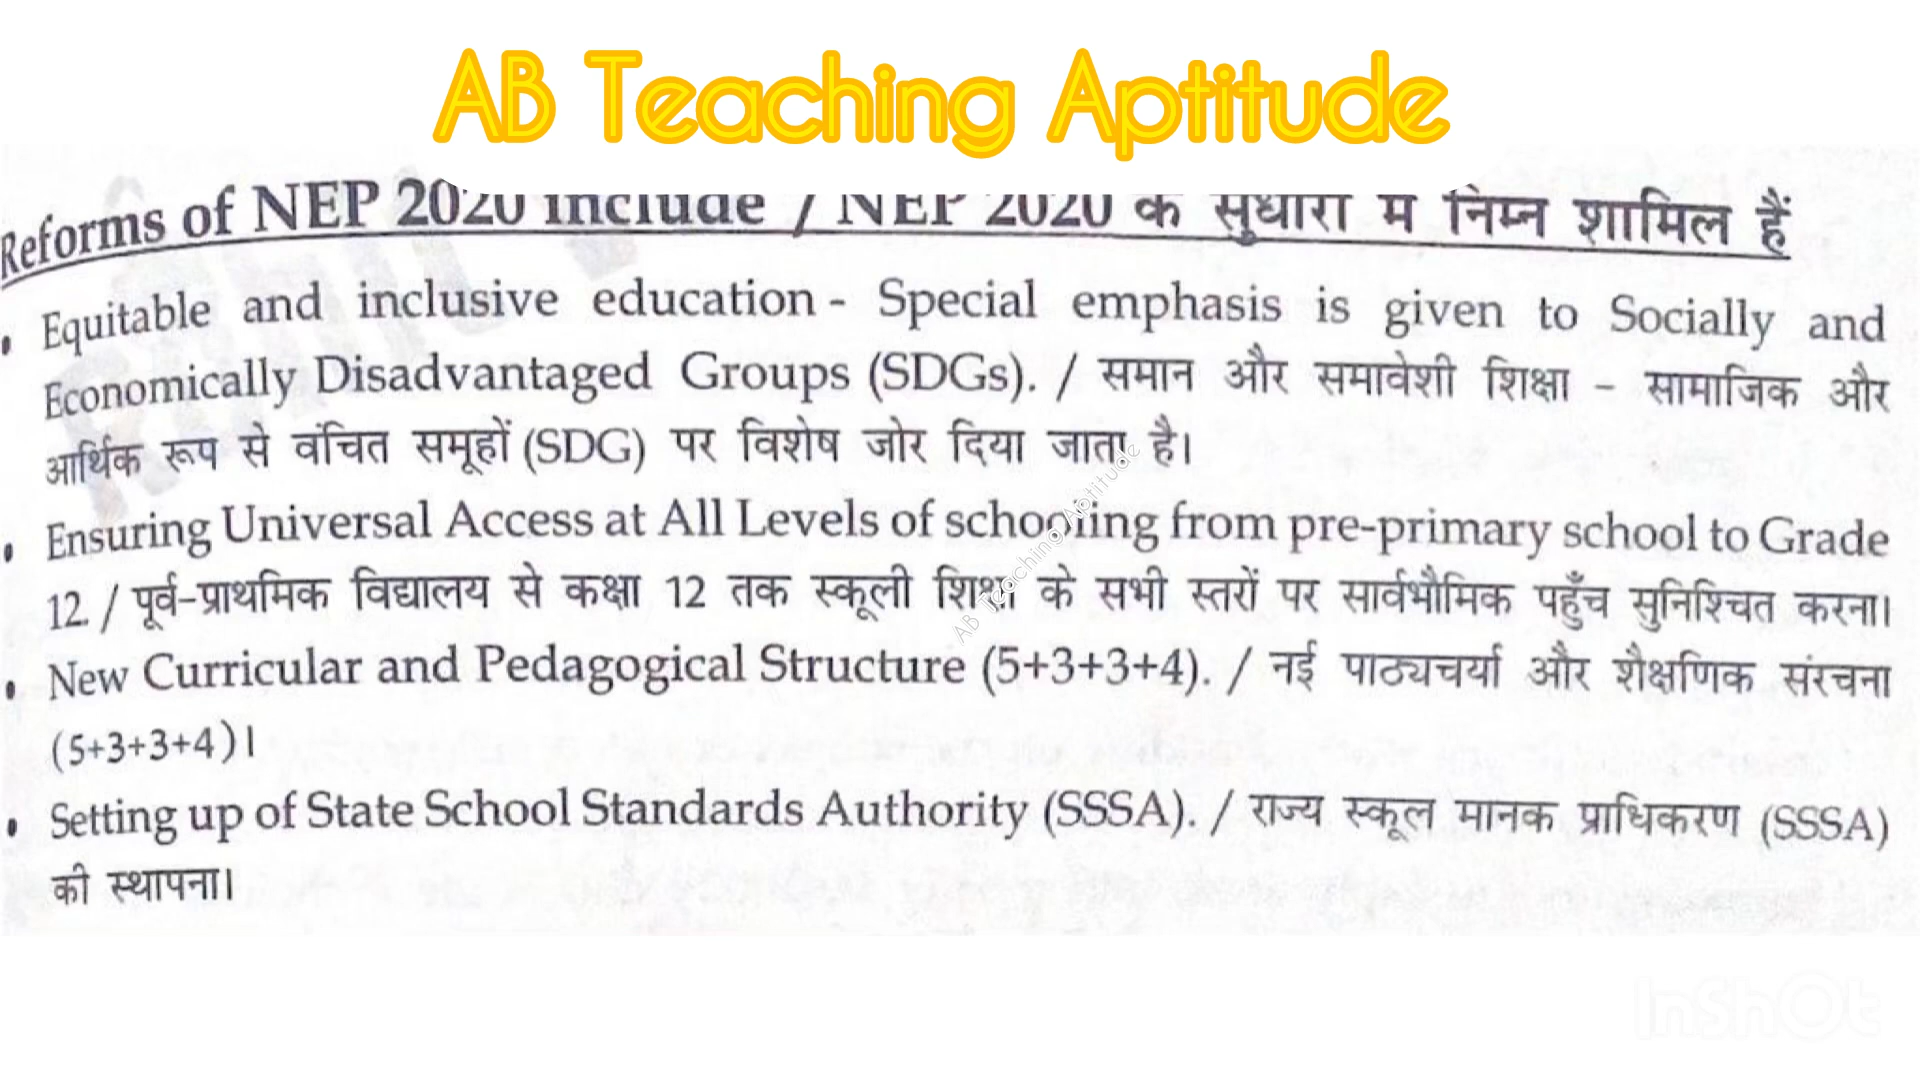 AB Teaching Aptitude
Reforms of NEP 2020 include / NEP 2020 के सुधारों में निम्न शामिल हैं
• Equitable and inclusive education - Special emphasis is given to Socially and
Economically Disadvantaged Groups (SDGs). / समान और समावेशी शिक्षा – सामाजिक और
आर्थिक रूप से वंचित समूहों (SDG) पर विशेष जोर दिया जाता है।
• Ensuring Universal Access at All Levels of schooling from pre-primary school to Grade
12. / पूर्व-प्राथमिक विद्यालय से कक्षा 12 तक स्कूली शिक्षा के सभी स्तरों पर सार्वभौमिक पहुँच सुनिश्चित करना।
• New Curricular and Pedagogical Structure (5+3+3+4). / नई पाठ्यचर्या और शैक्षणिक संरचना
(5+3+3+4)।
• Setting up of State School Standards Authority (SSSA). / राज्य स्कूल मानक प्राधिकरण (SSSA)
की स्थापना।
AB Teaching Aptitude
InShOt